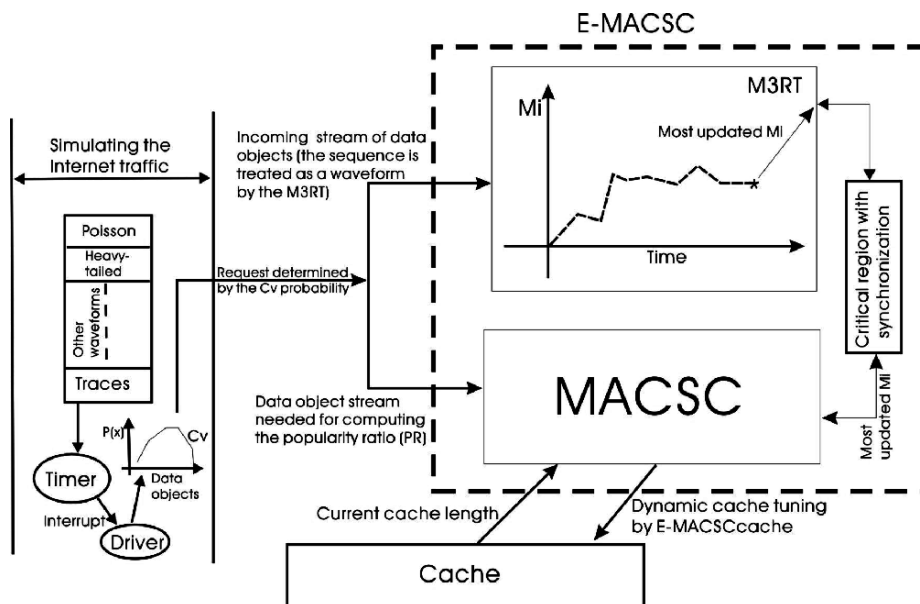 E-MACSC
M3RT
Mi
Most updated Mi
Time
Simulating the
Internet traffic
Incoming stream of data
objects (the sequence is
treated as a waveform
by the M3RT)
Poisson
Heavy-
tailed
Other
waveforms
Traces
Request determined
by the Cv probability
Critical region with
synchronization
P(x)
Cv
Data
objects
Timer
Interrupt
Driver
Data object stream
needed for computing
the popularity ratio (PR)
MACSC
Most
updated Mi
Current cache length
Dynamic cache tuning
by E-MACSCcache
Cache